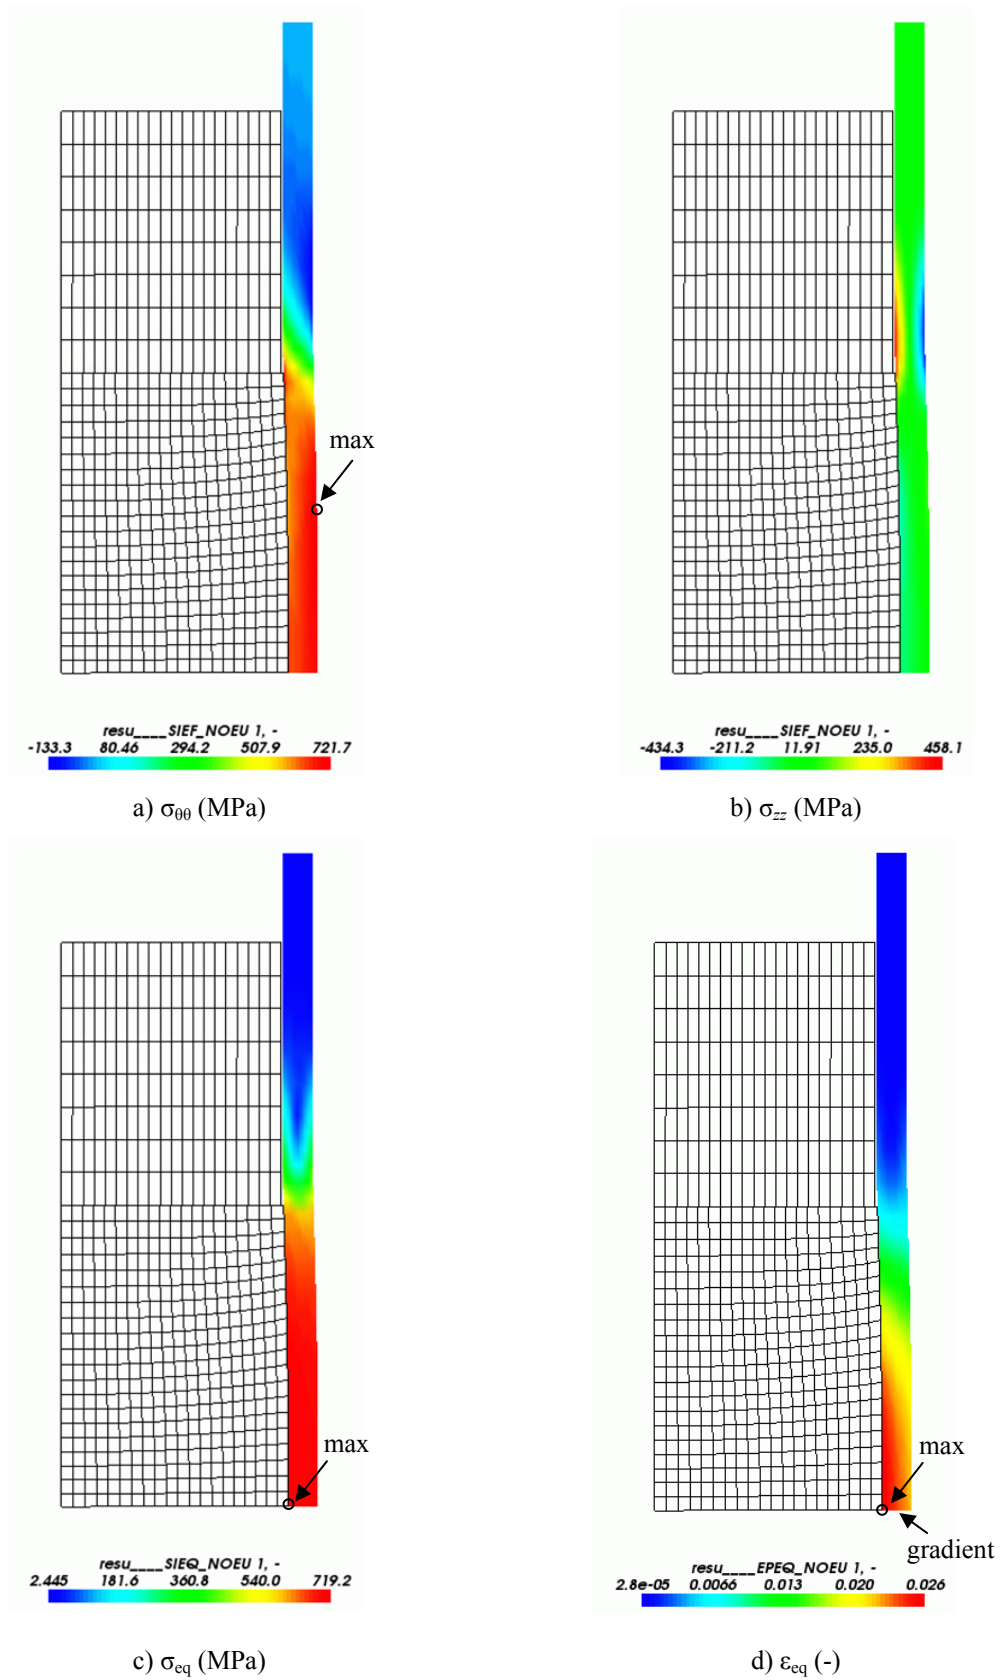 max
resu____SIEF_NOEU 1, -
-133.3 80.46 294.2 507.9 721.7
a) σθθ (MPa)
resu____SIEF_NOEU 1, -
-434.3 -211.2 11.91 235.0 458.1
b) σzz (MPa)
max
resu____SIEQ_NOEU 1, -
2.445 181.6 360.8 540.0 719.2
c) σeq (MPa)
max
gradient
resu____EPEQ_NOEU 1, -
2.8e-05 0.0066 0.013 0.020 0.026
d) εeq (-)